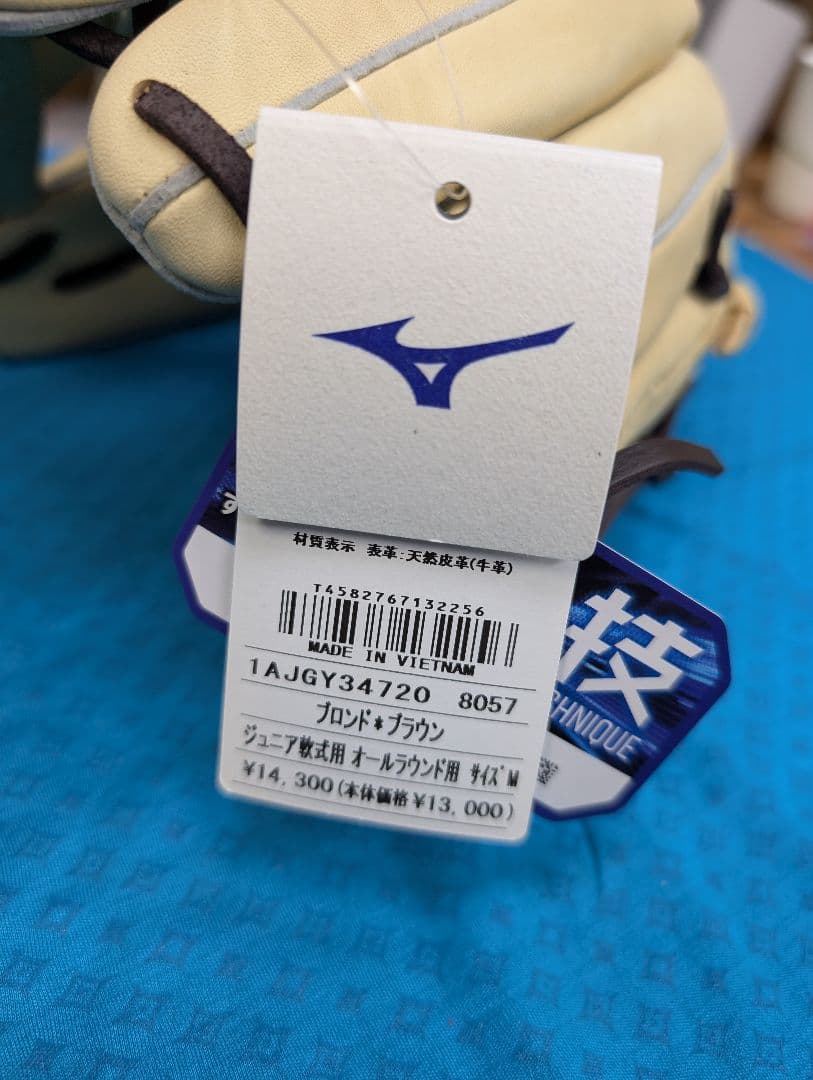 材質表示 表革:天然皮革(牛革)
T4582767132256
MADE IN VIETNAM
1AJGY34720 8057
ブロンド*ブラウン
ジュニア軟式用 オールラウンド用 サイズM
¥14,300(本体価格¥13,000)
す
技
CHNIQUE